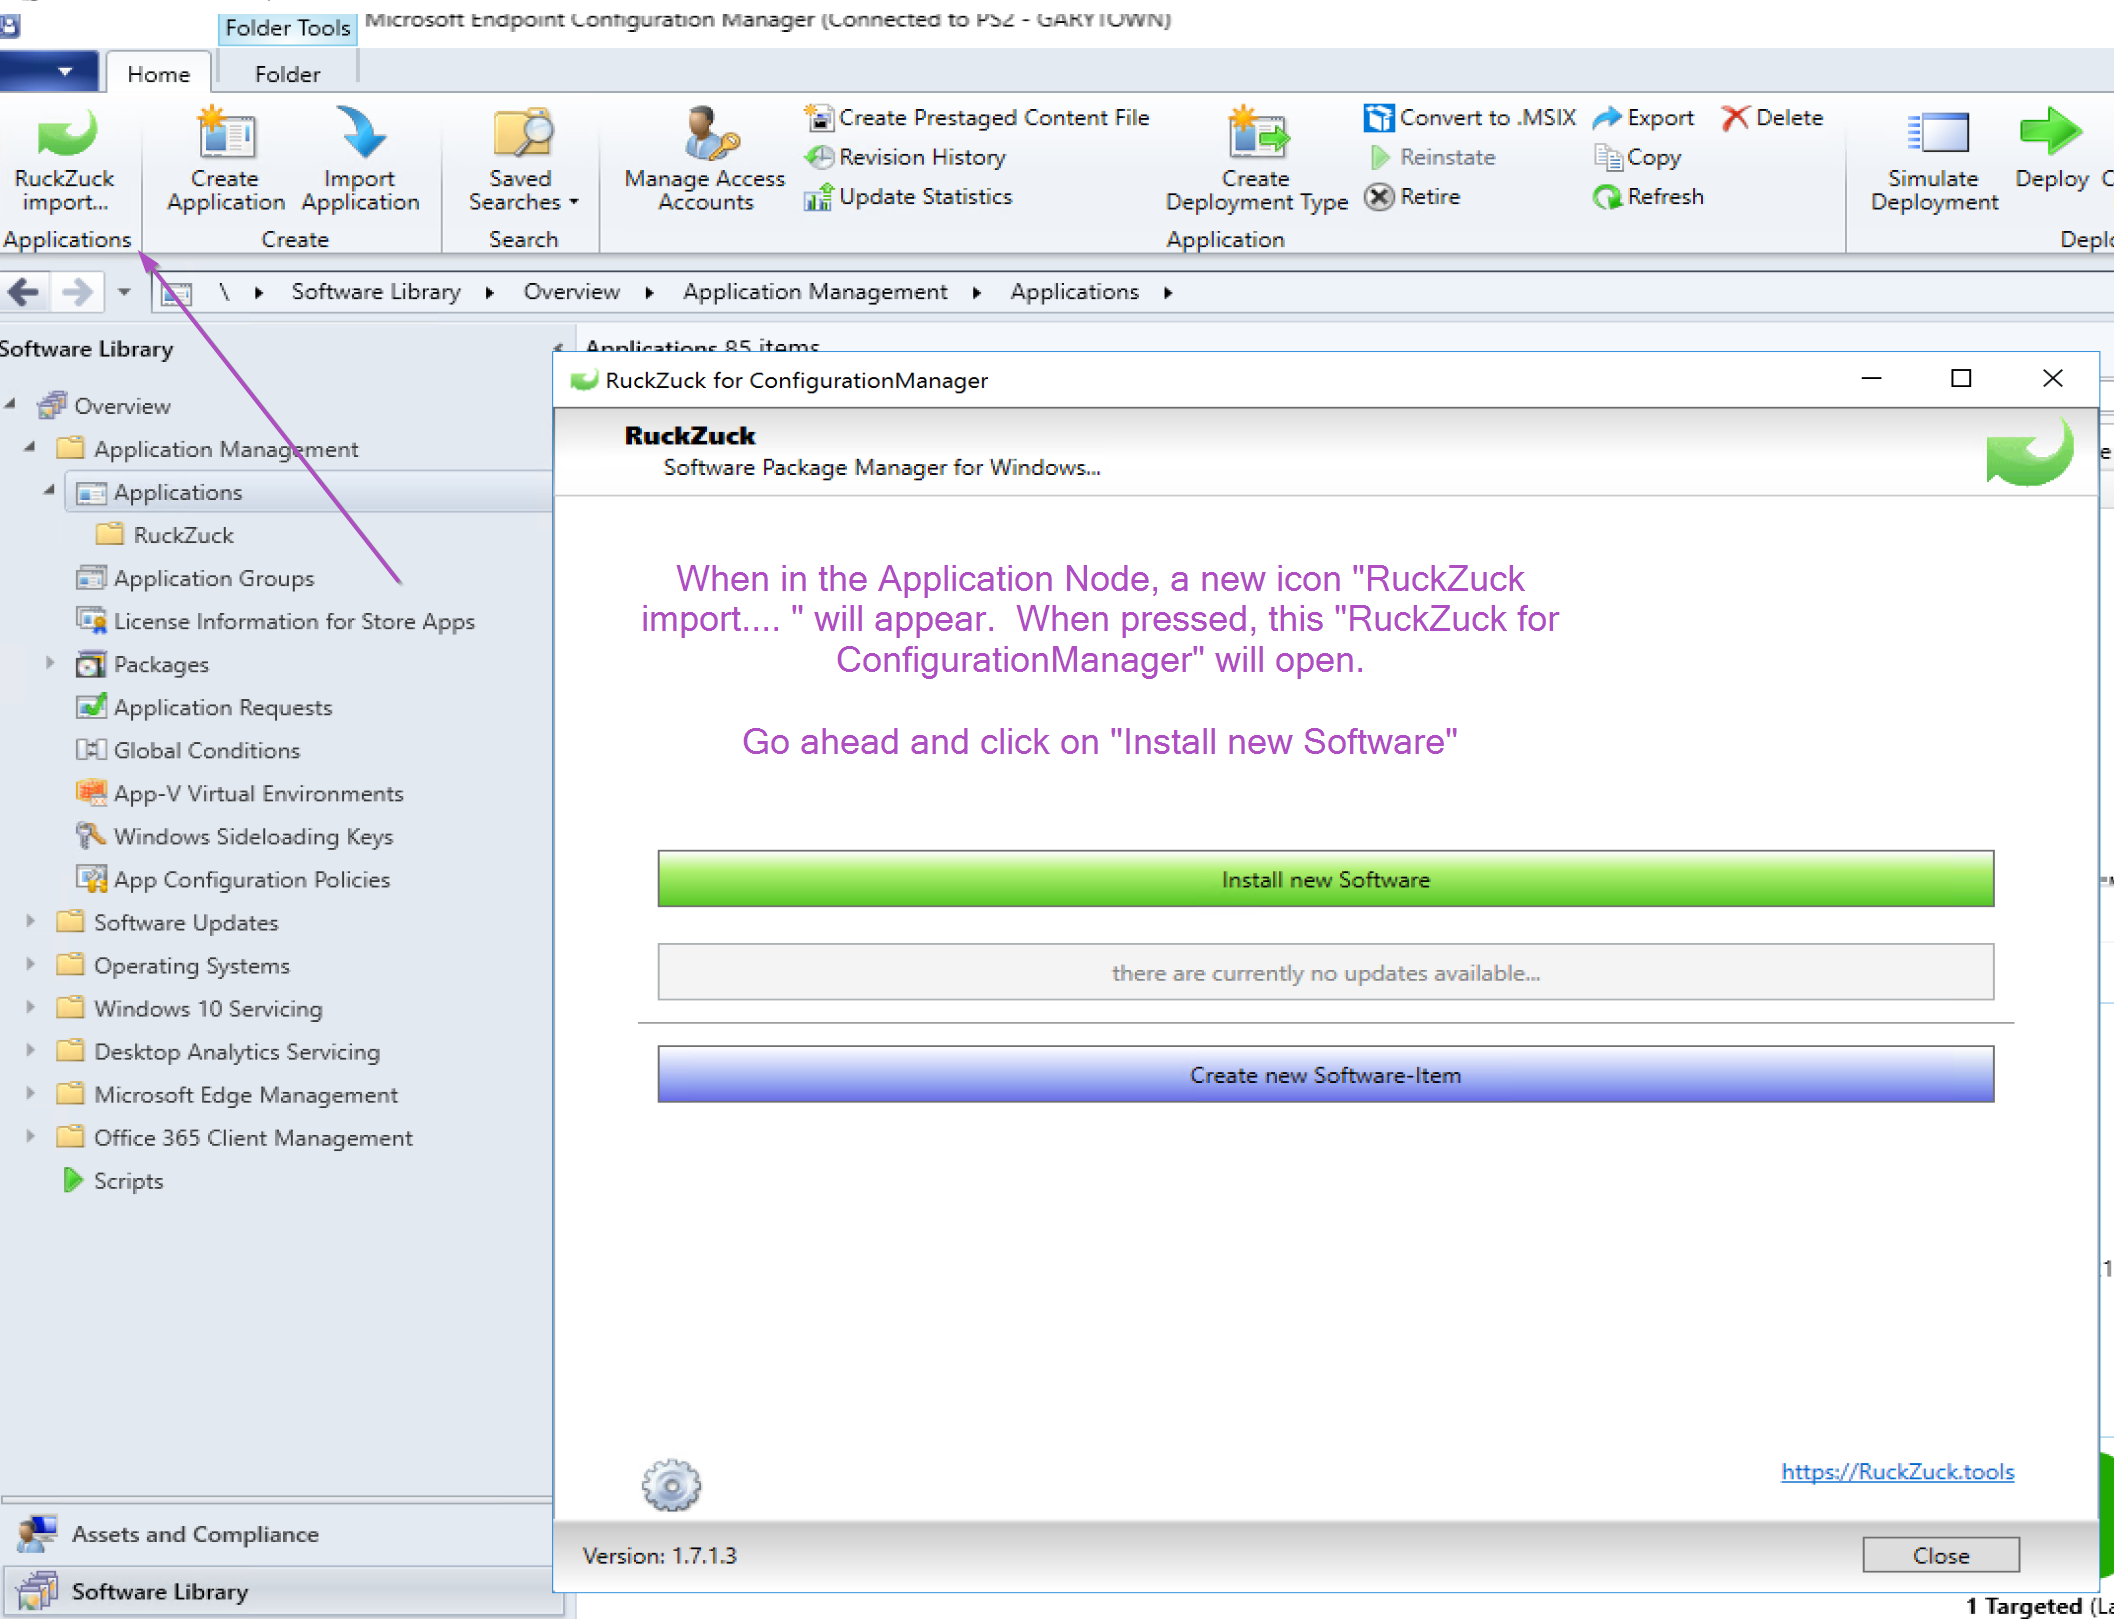 Folder Tools
Microsoft Endpoint Configuration Manager (Connected to PS2 - GARYTOWN)
Home
Folder
RuckZuck
import...
Create
Application
Import
Application
Saved
Searches
Manage Access
Accounts
Create Prestaged Content File
Revision History
Update Statistics
Create
Deployment Type
Convert to .MSIX
Reinstate
Retire
Export
Copy
Refresh
Delete
Simulate
Deployment
Deploy
Applications
Create
Search
Application
\ Software Library Overview Application Management Applications
Software Library
Applications 85 items
Overview
Application Management
Applications
RuckZuck
Application Groups
License Information for Store Apps
Packages
Application Requests
Global Conditions
App-V Virtual Environments
Windows Sideloading Keys
App Configuration Policies
Software Updates
Operating Systems
Windows 10 Servicing
Desktop Analytics Servicing
Microsoft Edge Management
Office 365 Client Management
Scripts
Assets and Compliance
Software Library
RuckZuck for ConfigurationManager
RuckZuck
Software Package Manager for Windows...
When in the Application Node, a new icon "RuckZuck
import.... " will appear. When pressed, this "RuckZuck for
ConfigurationManager" will open.
Go ahead and click on "Install new Software"
Install new Software
there are currently no updates available...
Create new Software-Item
https://RuckZuck.tools
Version: 1.7.1.3
Close
1 Targeted